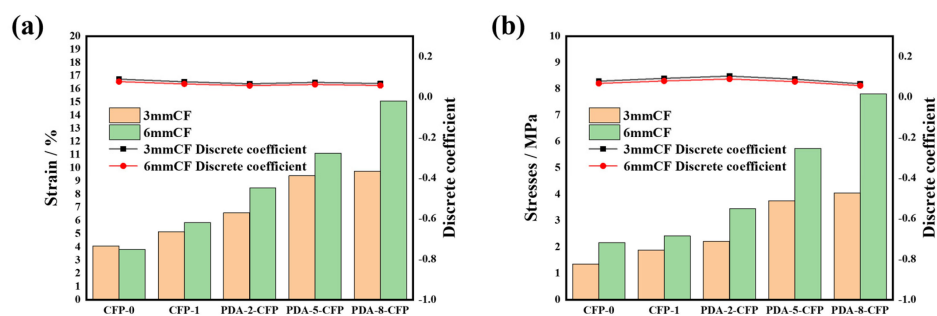 (a)
20
19
18
17
16
15
14
13
12
11
10
9
8
7
6
5
4
3
2
1
0
Strain / %
3mmCF
6mmCF
3mmCF Discrete coefficient
6mmCF Discrete coefficient
0.2
0.0
-0.2
-0.4
-0.6
-0.8
-1.0
Discrete coefficient
CFP-0 CFP-1 PDA-2-CFP PDA-5-CFP PDA-8-CFP
(b)
10
9
8
7
6
5
4
3
2
1
0
Stresses / MPa
3mmCF
6mmCF
3mmCF Discrete coefficient
6mmCF Discrete coefficient
0.2
0.0
-0.2
-0.4
-0.6
-0.8
-1.0
Discrete coefficient
CFP-0 CFP-1 PDA-2-CFP PDA-5-CFP PDA-8-CFP